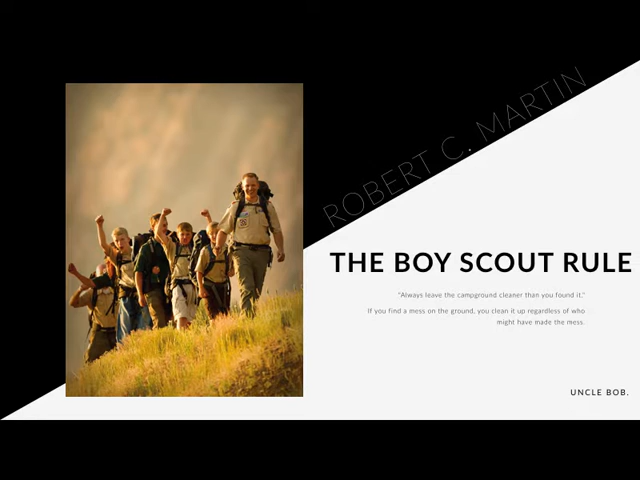 ROBERT C. MARTIN
THE BOY SCOUT RULE
"Always leave the campground cleaner than you found it."
If you find a mess on the ground, you clean it up regardless of who
might have made the mess.
UNCLE BOB.